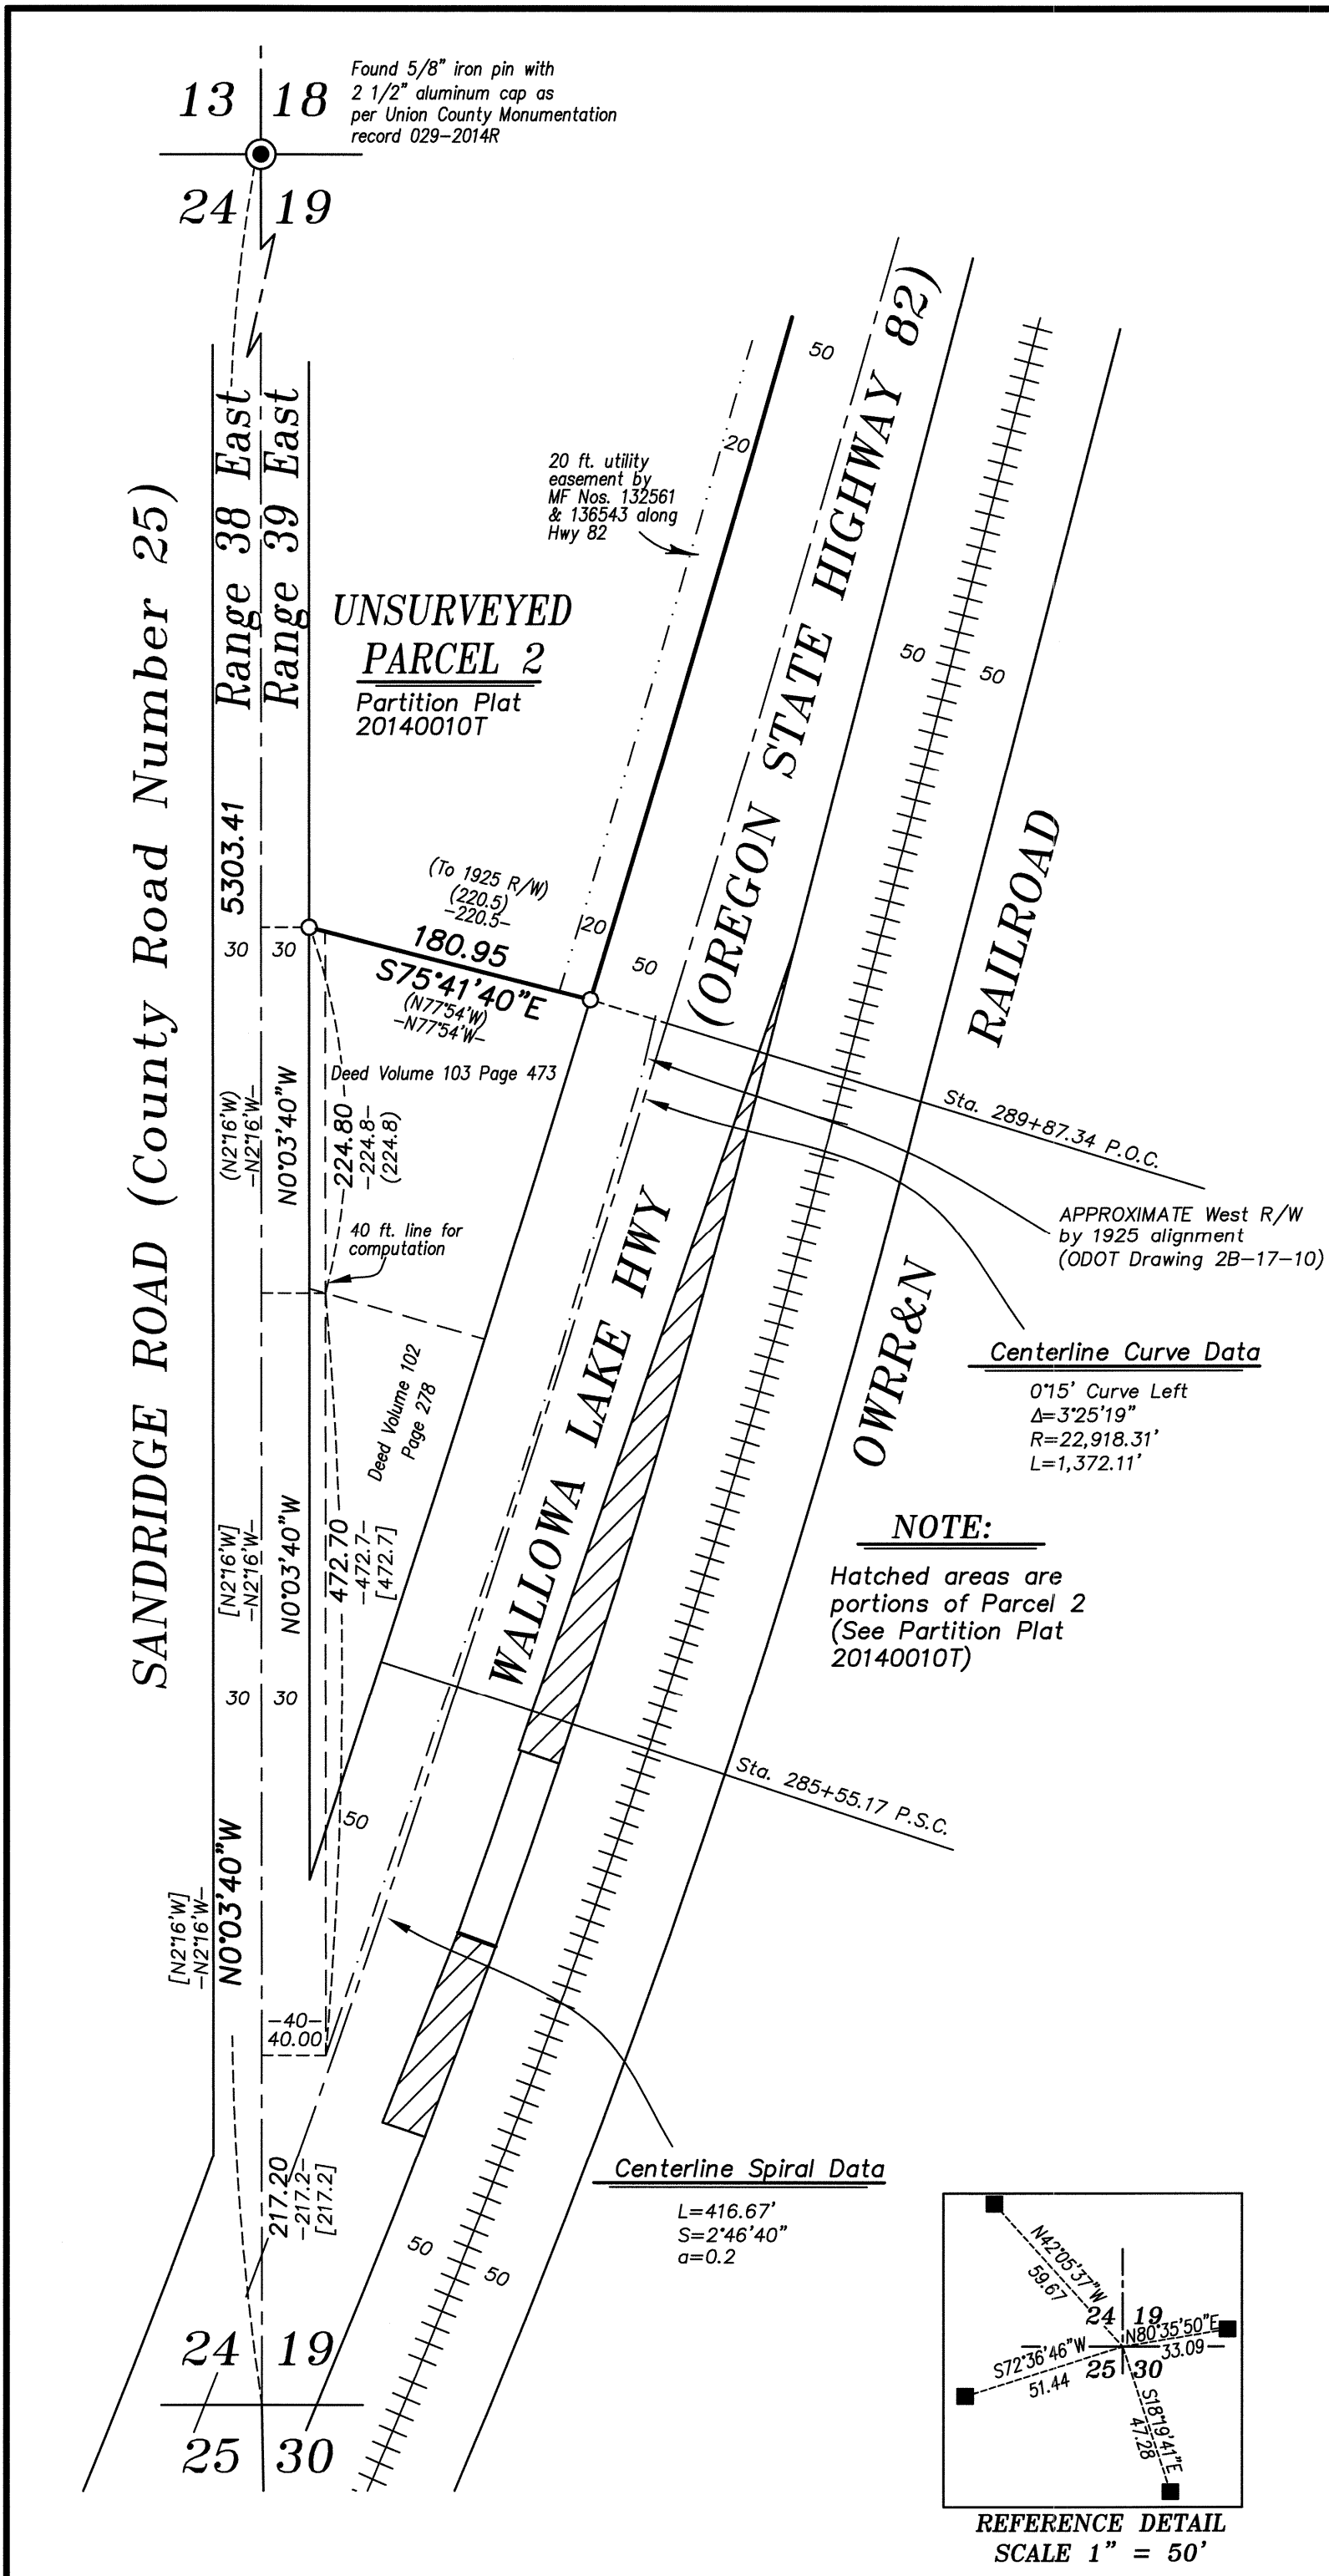 13 18
24 19
Found 5/8" iron pin with
2 1/2" aluminum cap as
per Union County Monumentation
record 029-2014R
SANDRIDGE ROAD (County Road Number 25)
Range 38 East
Range 39 East
5303.41
30 30
UNSURVEYED
PARCEL 2
Partition Plat
20140010T
20 ft. utility
easement by
MF Nos. 132561
& 136543 along
Hwy 82
20
50
WALLOWA LAKE HWY (OREGON STATE HIGHWAY 82)
50
50
OWRR&N RAILROAD
(To 1925 R/W)
(220.5)
-220.5-
180.95
S75°41'40"E
(N77°54'W)
-N77°54'W-
20
50
Deed Volume 103 Page 473
(N2°16'W)
-N2°16'W-
N0°03'40"W
224.80
-224.8-
(224.8)
40 ft. line for
computation
Sta. 289+87.34 P.O.C.
APPROXIMATE West R/W
by 1925 alignment
(ODOT Drawing 2B-17-10)
Centerline Curve Data
0°15' Curve Left
Δ=3°25'19"
R=22,918.31'
L=1,372.11'
Deed Volume 102
Page 278
[N2°16'W]
-N2°16'W-
N0°03'40"W
472.70
-472.7-
[472.7]
30 30
NOTE:
Hatched areas are
portions of Parcel 2
(See Partition Plat
20140010T)
Sta. 285+55.17 P.S.C.
50
[N2°16'W]
-N2°16'W-
N0°03'40"W
-40-
40.00
217.20
-217.2-
[217.2]
Centerline Spiral Data
L=416.67'
S=2°46'40"
a=0.2
50
50
24 19
25 30
N42°05'37"W
59.67
24 19
N80°35'50"E
33.09
S72°36'46"W
51.44
25 30
S18°19'41"E
47.28
REFERENCE DETAIL
SCALE 1" = 50'